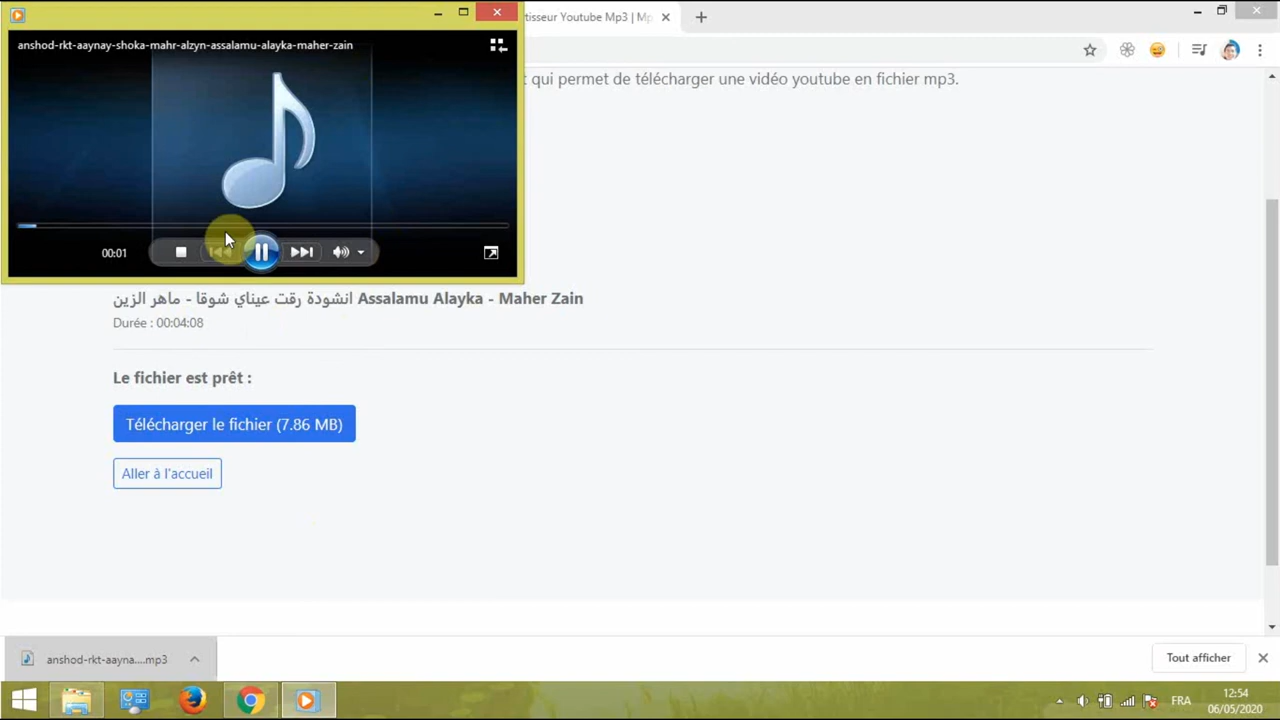 tisseur Youtube Mp3 | Mp
anshod-rkt-aaynay-shoka-mahr-alzyn-assalamu-alayka-maher-zain
qui permet de télécharger une vidéo youtube en fichier mp3.
00:01
انشودة رقت عيناي شوقا - ماهر الزين Assalamu Alayka - Maher Zain
Durée : 00:04:08
Le fichier est prêt :
Télécharger le fichier (7.86 MB)
Aller à l'accueil
anshod-rkt-aayna....mp3
Tout afficher
FRA
12:54
06/05/2020